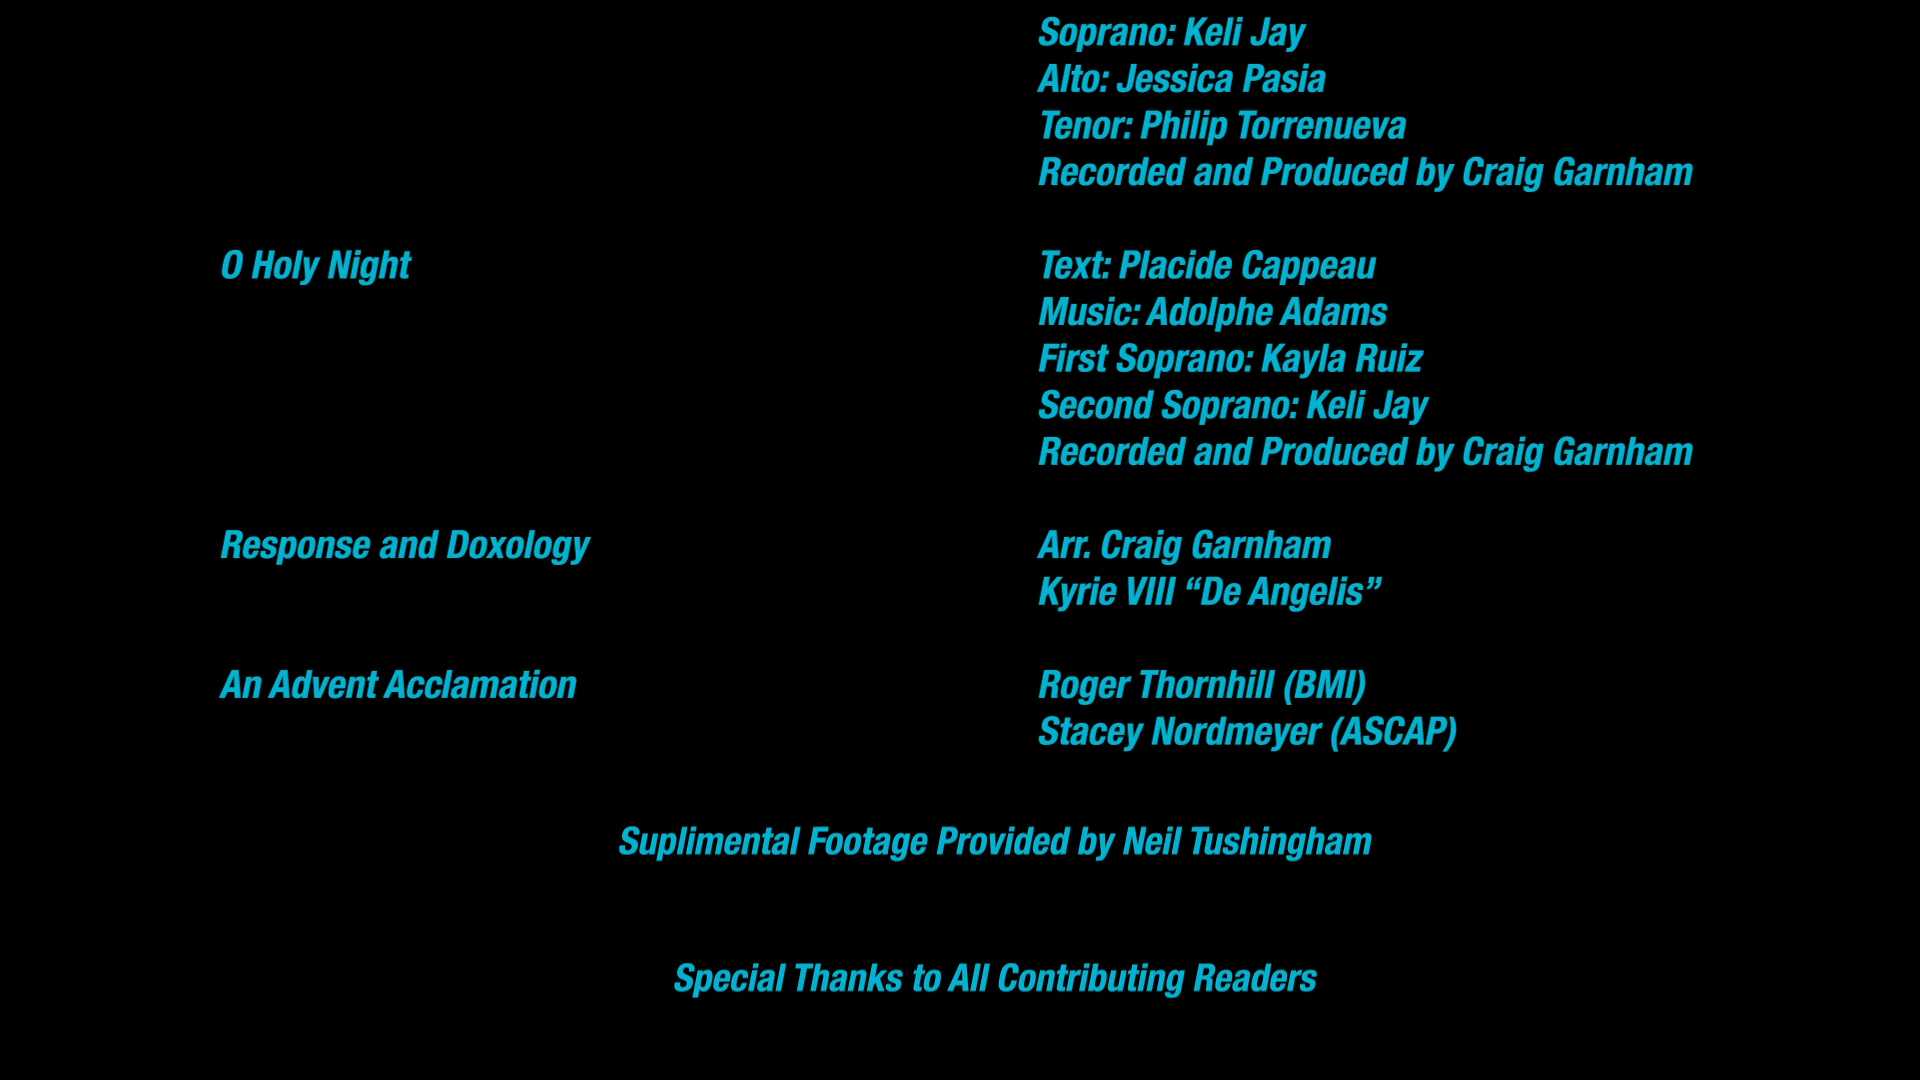 Soprano: Keli Jay
Alto: Jessica Pasia
Tenor: Philip Torrenueva
Recorded and Produced by Craig Garnham
O Holy Night
Text: Placide Cappeau
Music: Adolphe Adams
First Soprano: Kayla Ruiz
Second Soprano: Keli Jay
Recorded and Produced by Craig Garnham
Response and Doxology
Arr. Craig Garnham
Kyrie VIII “De Angelis”
An Advent Acclamation
Roger Thornhill (BMI)
Stacey Nordmeyer (ASCAP)
Suplimental Footage Provided by Neil Tushingham
Special Thanks to All Contributing Readers